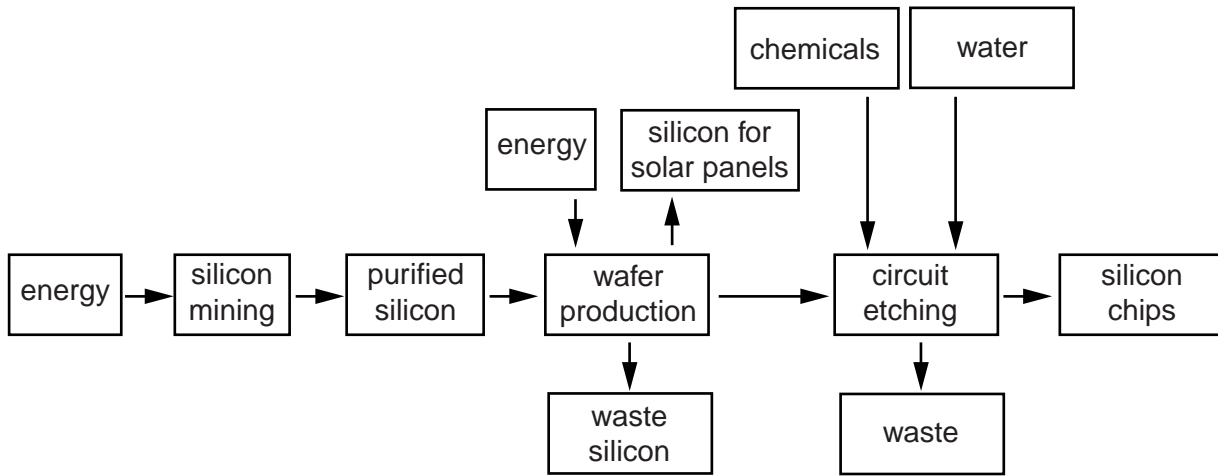 chemicals
water
energy
silicon for
solar panels
energy
silicon
mining
purified
silicon
wafer
production
circuit
etching
silicon
chips
waste
silicon
waste